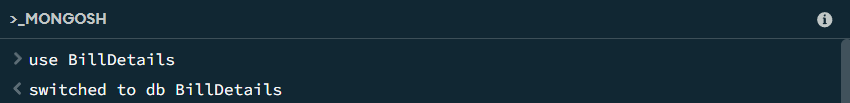 >_MONGOSH
> use BillDetails
< switched to db BillDetails